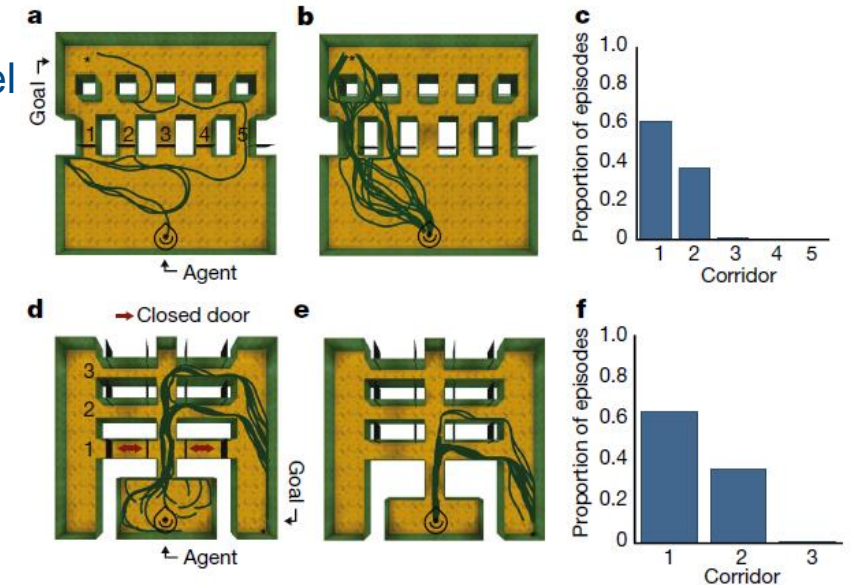 a
el
Goal
1 2 3 4 5
Agent
b
c
Proportion of episodes
1.0
0.8
0.6
0.4
0.2
0
1 2 3 4 5
Corridor
d
Closed door
3
2
1
Goal
Agent
e
f
Proportion of episodes
1.0
0.8
0.6
0.4
0.2
0
1 2 3
Corridor